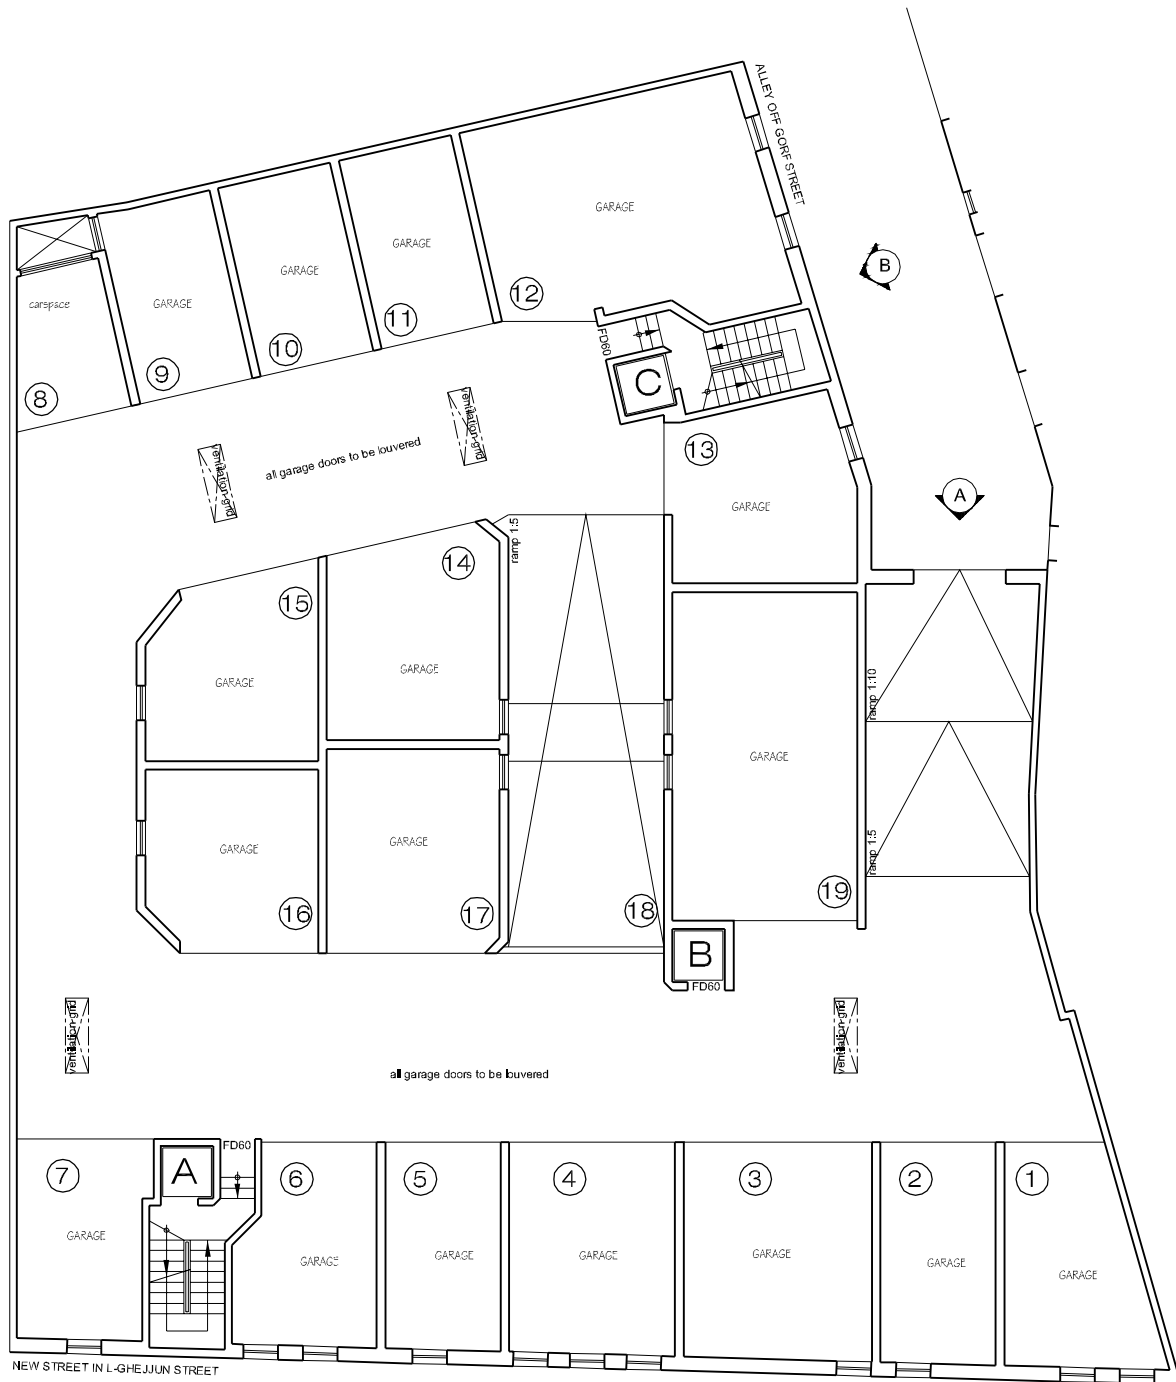 ALLEY OFF GORF STREET
GARAGE
GARAGE
B
GARAGE
GARAGE
GARAGE
12
carspace
11
FD60
10
9
C
8
ventilation grid
all garage doors to be louvered
ventilation grid
13
A
GARAGE
ramp 1:5
14
15
GARAGE
GARAGE
ramp 1:10
GARAGE
GARAGE
GARAGE
ramp 1:5
16
17
18
19
B
FD60
ventilation grid
ventilation grid
all garage doors to be louvered
FD60
7
A
6
5
4
3
2
1
GARAGE
GARAGE
GARAGE
GARAGE
GARAGE
GARAGE
GARAGE
NEW STREET IN L-GHEJJUN STREET